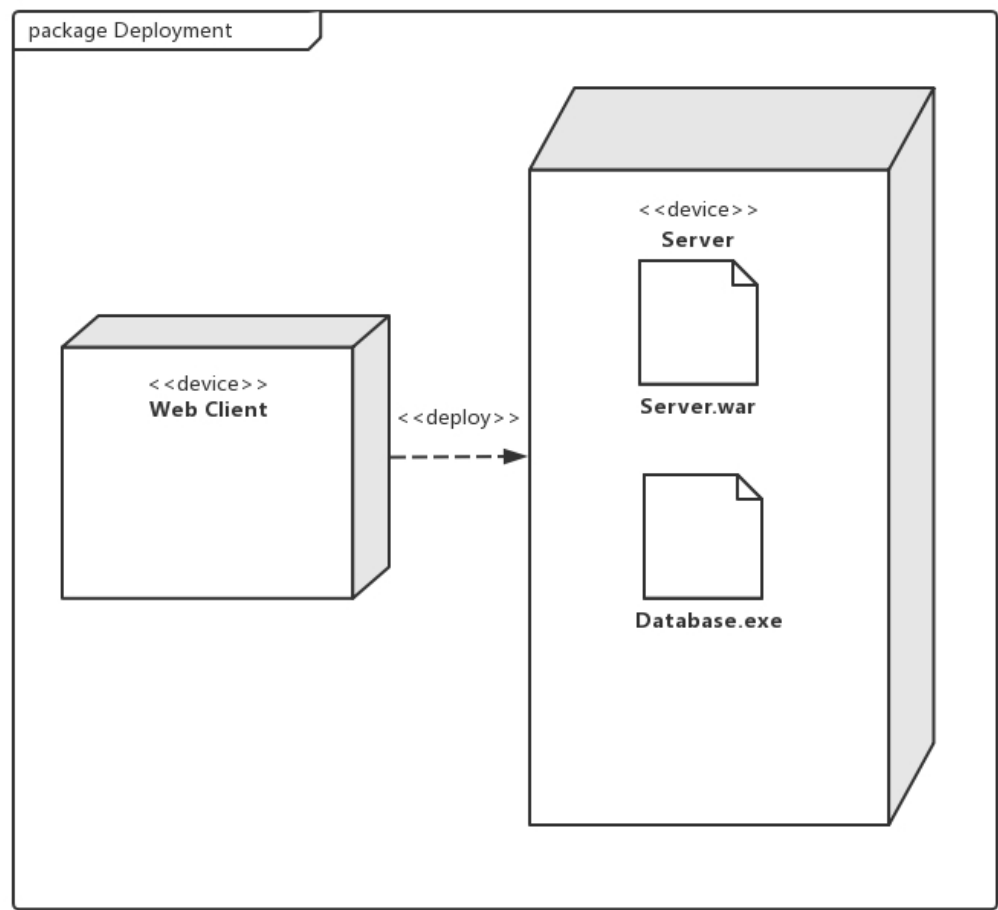 package Deployment
<<device>>
Server
Server.war
<<device>>
Web Client
<<deploy>>
Database.exe